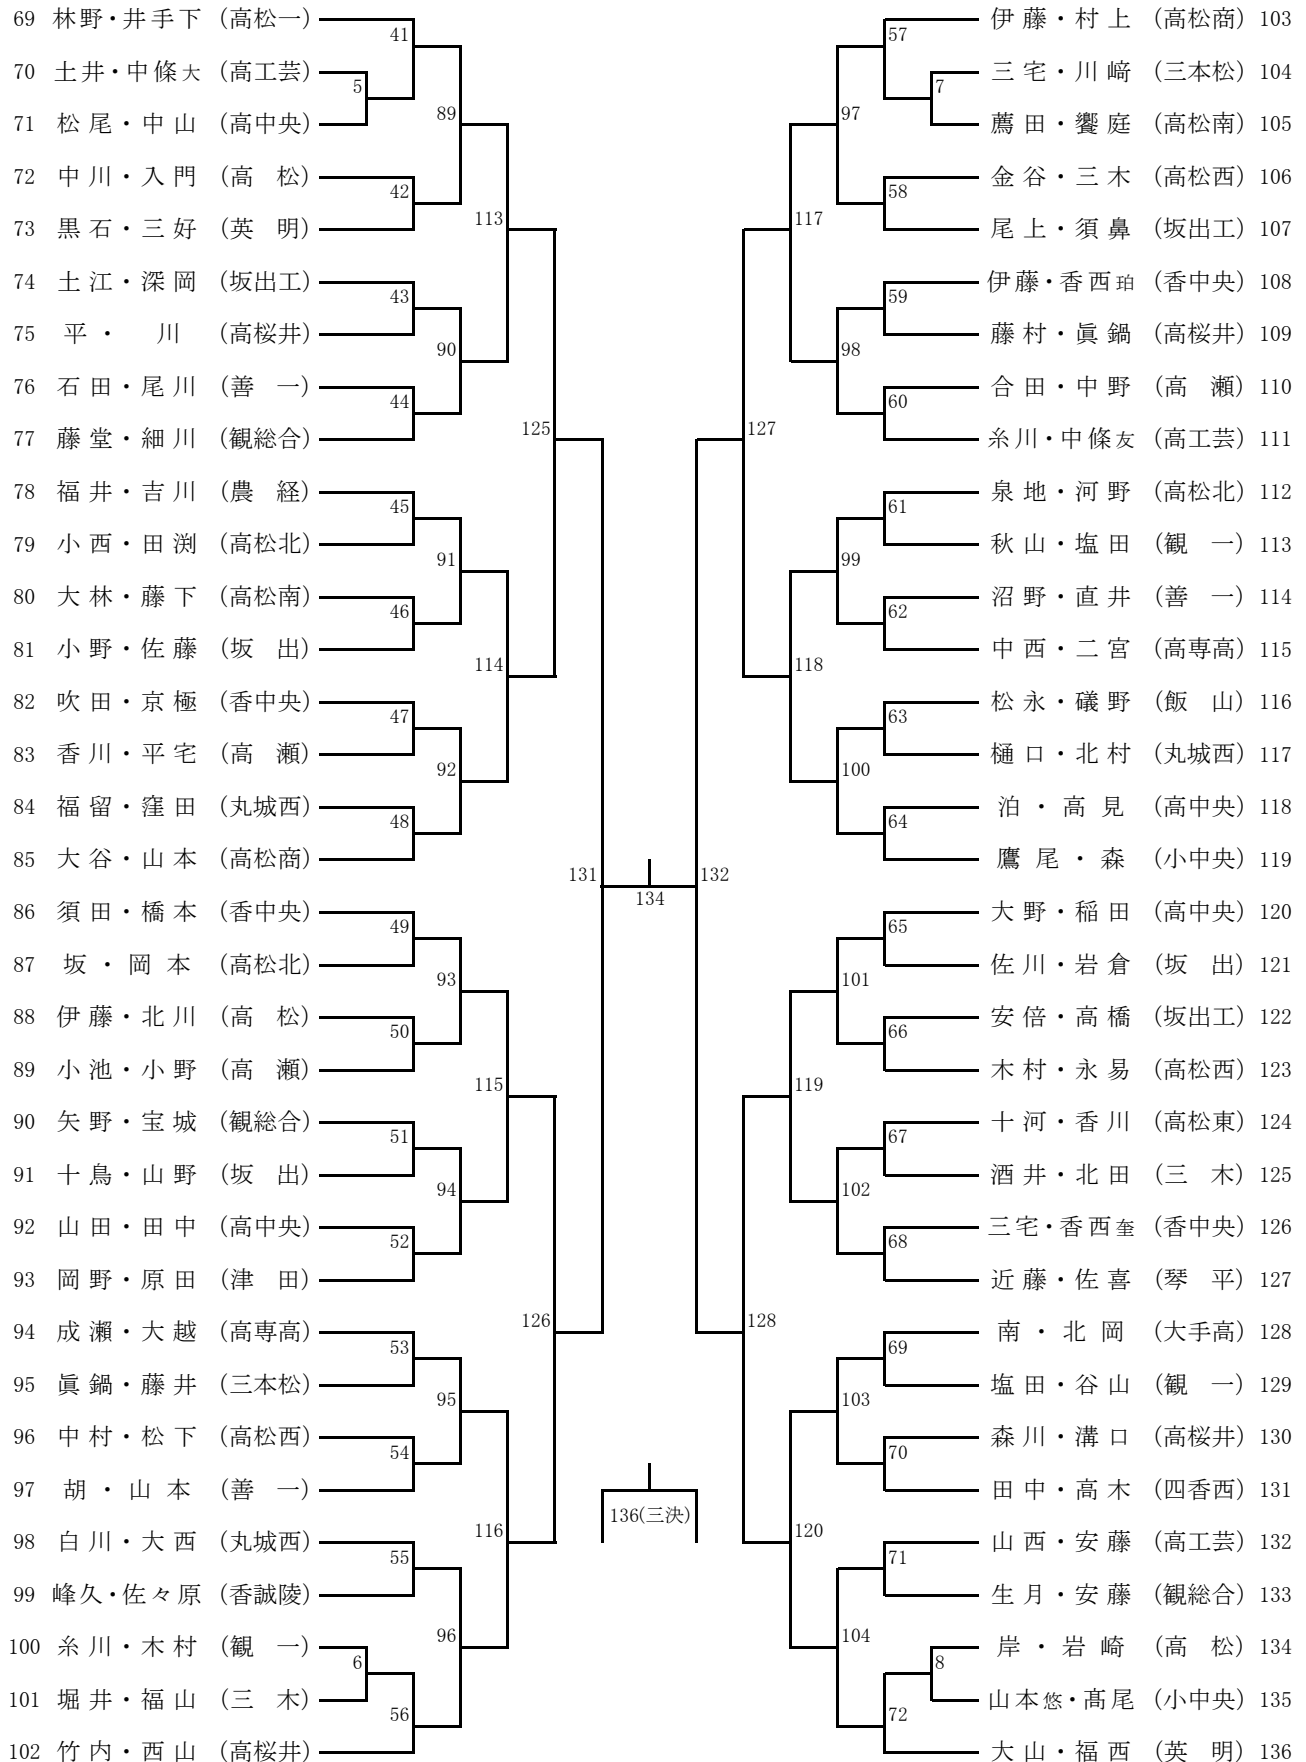 69 林野・井手下 （高松一）
70 土井・中條大 （高工芸）
71 松尾・中山 （高中央）
72 中川・入門 （高　松）
73 黒石・三好 （英　明）
74 土江・深岡 （坂出工）
75 平・　川 （高桜井）
76 石田・尾川 （善　一）
77 藤堂・細川 （観総合）
78 福井・吉川 （農　経）
79 小西・田渕 （高松北）
80 大林・藤下 （高松南）
81 小野・佐藤 （坂　出）
82 吹田・京極 （香中央）
83 香川・平宅 （高　瀬）
84 福留・窪田 （丸城西）
85 大谷・山本 （高松商）
86 須田・橋本 （香中央）
87 坂・岡本 （高松北）
88 伊藤・北川 （高　松）
89 小池・小野 （高　瀬）
90 矢野・宝城 （観総合）
91 十鳥・山野 （坂　出）
92 山田・田中 （高中央）
93 岡野・原田 （津　田）
94 成瀬・大越 （高専高）
95 眞鍋・藤井 （三本松）
96 中村・松下 （高松西）
97 胡・山本 （善　一）
98 白川・大西 （丸城西）
99 峰久・佐々原 （香誠陵）
100 糸川・木村 （観　一）
101 堀井・福山 （三　木）
102 竹内・西山 （高桜井）
41
5
89
42
113
43
90
44
125
45
91
46
114
47
92
48
131
49
93
50
115
51
94
52
126
53
95
54
116
55
96
6
56
134
136(三決)
57
7
97
58
117
59
98
60
127
61
99
62
118
63
100
64
132
65
101
66
119
67
102
68
128
69
103
70
120
71
104
8
72
伊藤・村上 （高松商） 103
三宅・川﨑 （三本松） 104
薦田・饗庭 （高松南） 105
金谷・三木 （高松西） 106
尾上・須鼻 （坂出工） 107
伊藤・香西珀 （香中央） 108
藤村・眞鍋 （高桜井） 109
合田・中野 （高　瀬） 110
糸川・中條友 （高工芸） 111
泉地・河野 （高松北） 112
秋山・塩田 （観　一） 113
沼野・直井 （善　一） 114
中西・二宮 （高専高） 115
松永・礒野 （飯　山） 116
樋口・北村 （丸城西） 117
泊・高見 （高中央） 118
鷹尾・森 （小中央） 119
大野・稲田 （高中央） 120
佐川・岩倉 （坂　出） 121
安倍・高橋 （坂出工） 122
木村・永易 （高松西） 123
十河・香川 （高松東） 124
酒井・北田 （三　木） 125
三宅・香西奎 （香中央） 126
近藤・佐喜 （琴　平） 127
南・北岡 （大手高） 128
塩田・谷山 （観　一） 129
森川・溝口 （高桜井） 130
田中・高木 （四香西） 131
山西・安藤 （高工芸） 132
生月・安藤 （観総合） 133
岸・岩崎 （高　松） 134
山本悠・髙尾 （小中央） 135
大山・福西 （英　明） 136